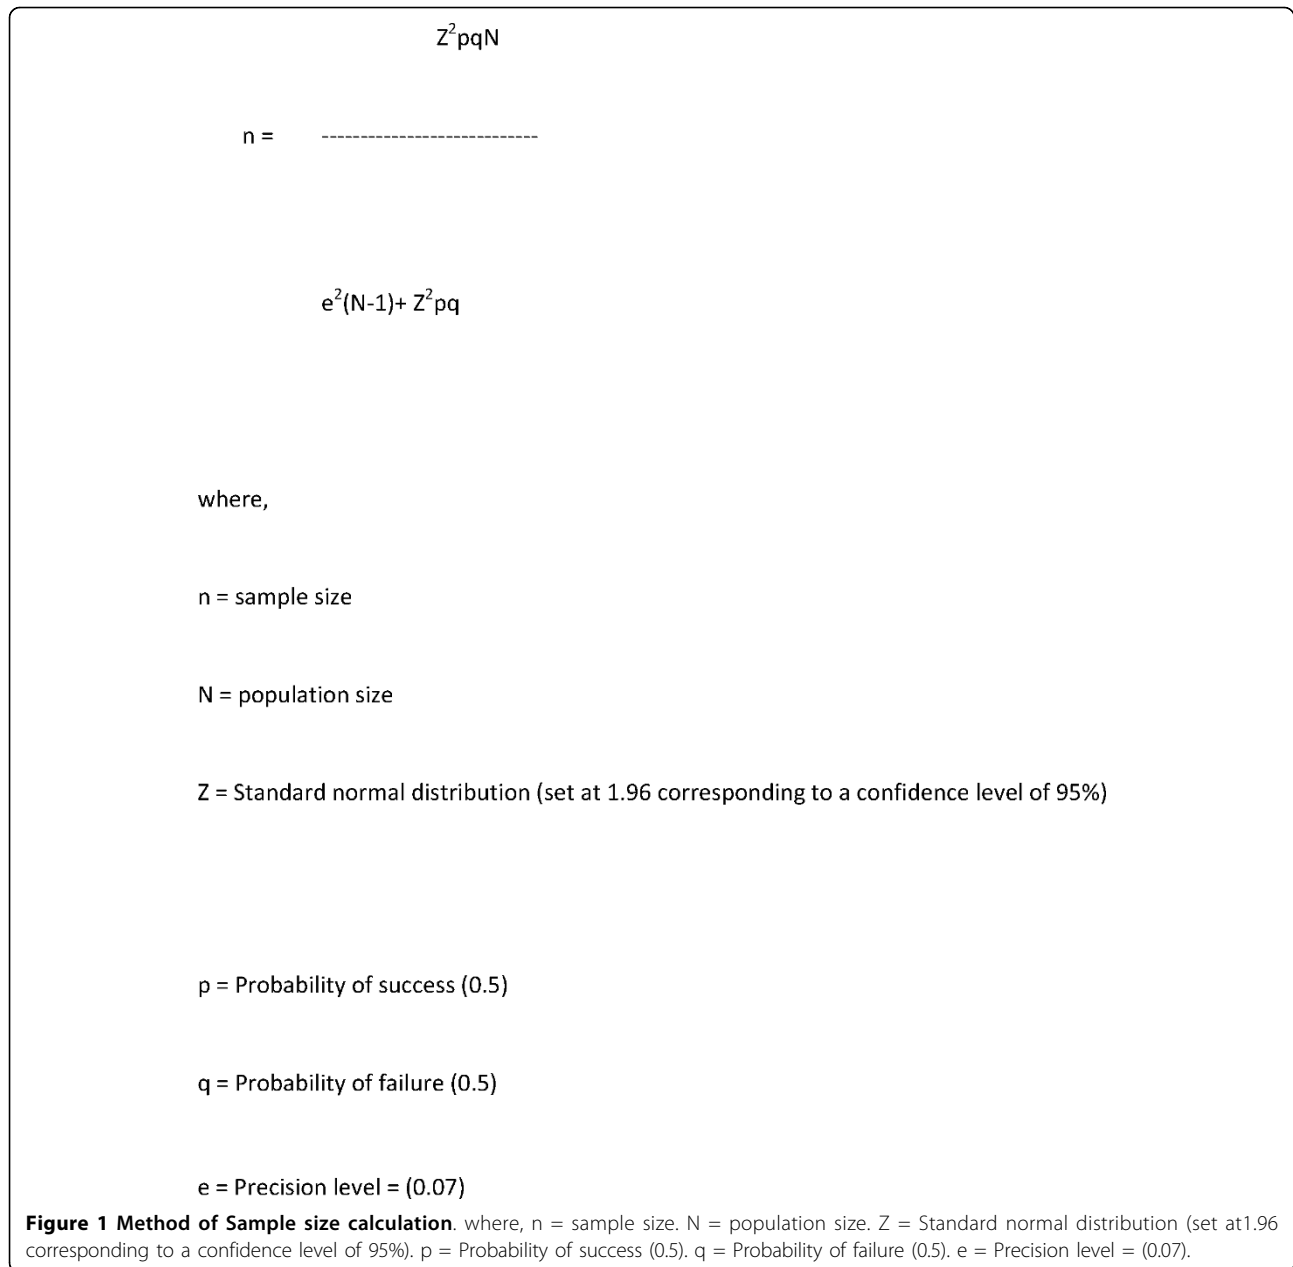 Z²pqN
n = ----------------------------
e²(N-1)+ Z²pq
where,
n = sample size
N = population size
Z = Standard normal distribution (set at 1.96 corresponding to a confidence level of 95%)
p = Probability of success (0.5)
q = Probability of failure (0.5)
e = Precision level = (0.07)
Figure 1 Method of Sample size calculation. where, n = sample size. N = population size. Z = Standard normal distribution (set at1.96
corresponding to a confidence level of 95%). p = Probability of success (0.5). q = Probability of failure (0.5). e = Precision level = (0.07).